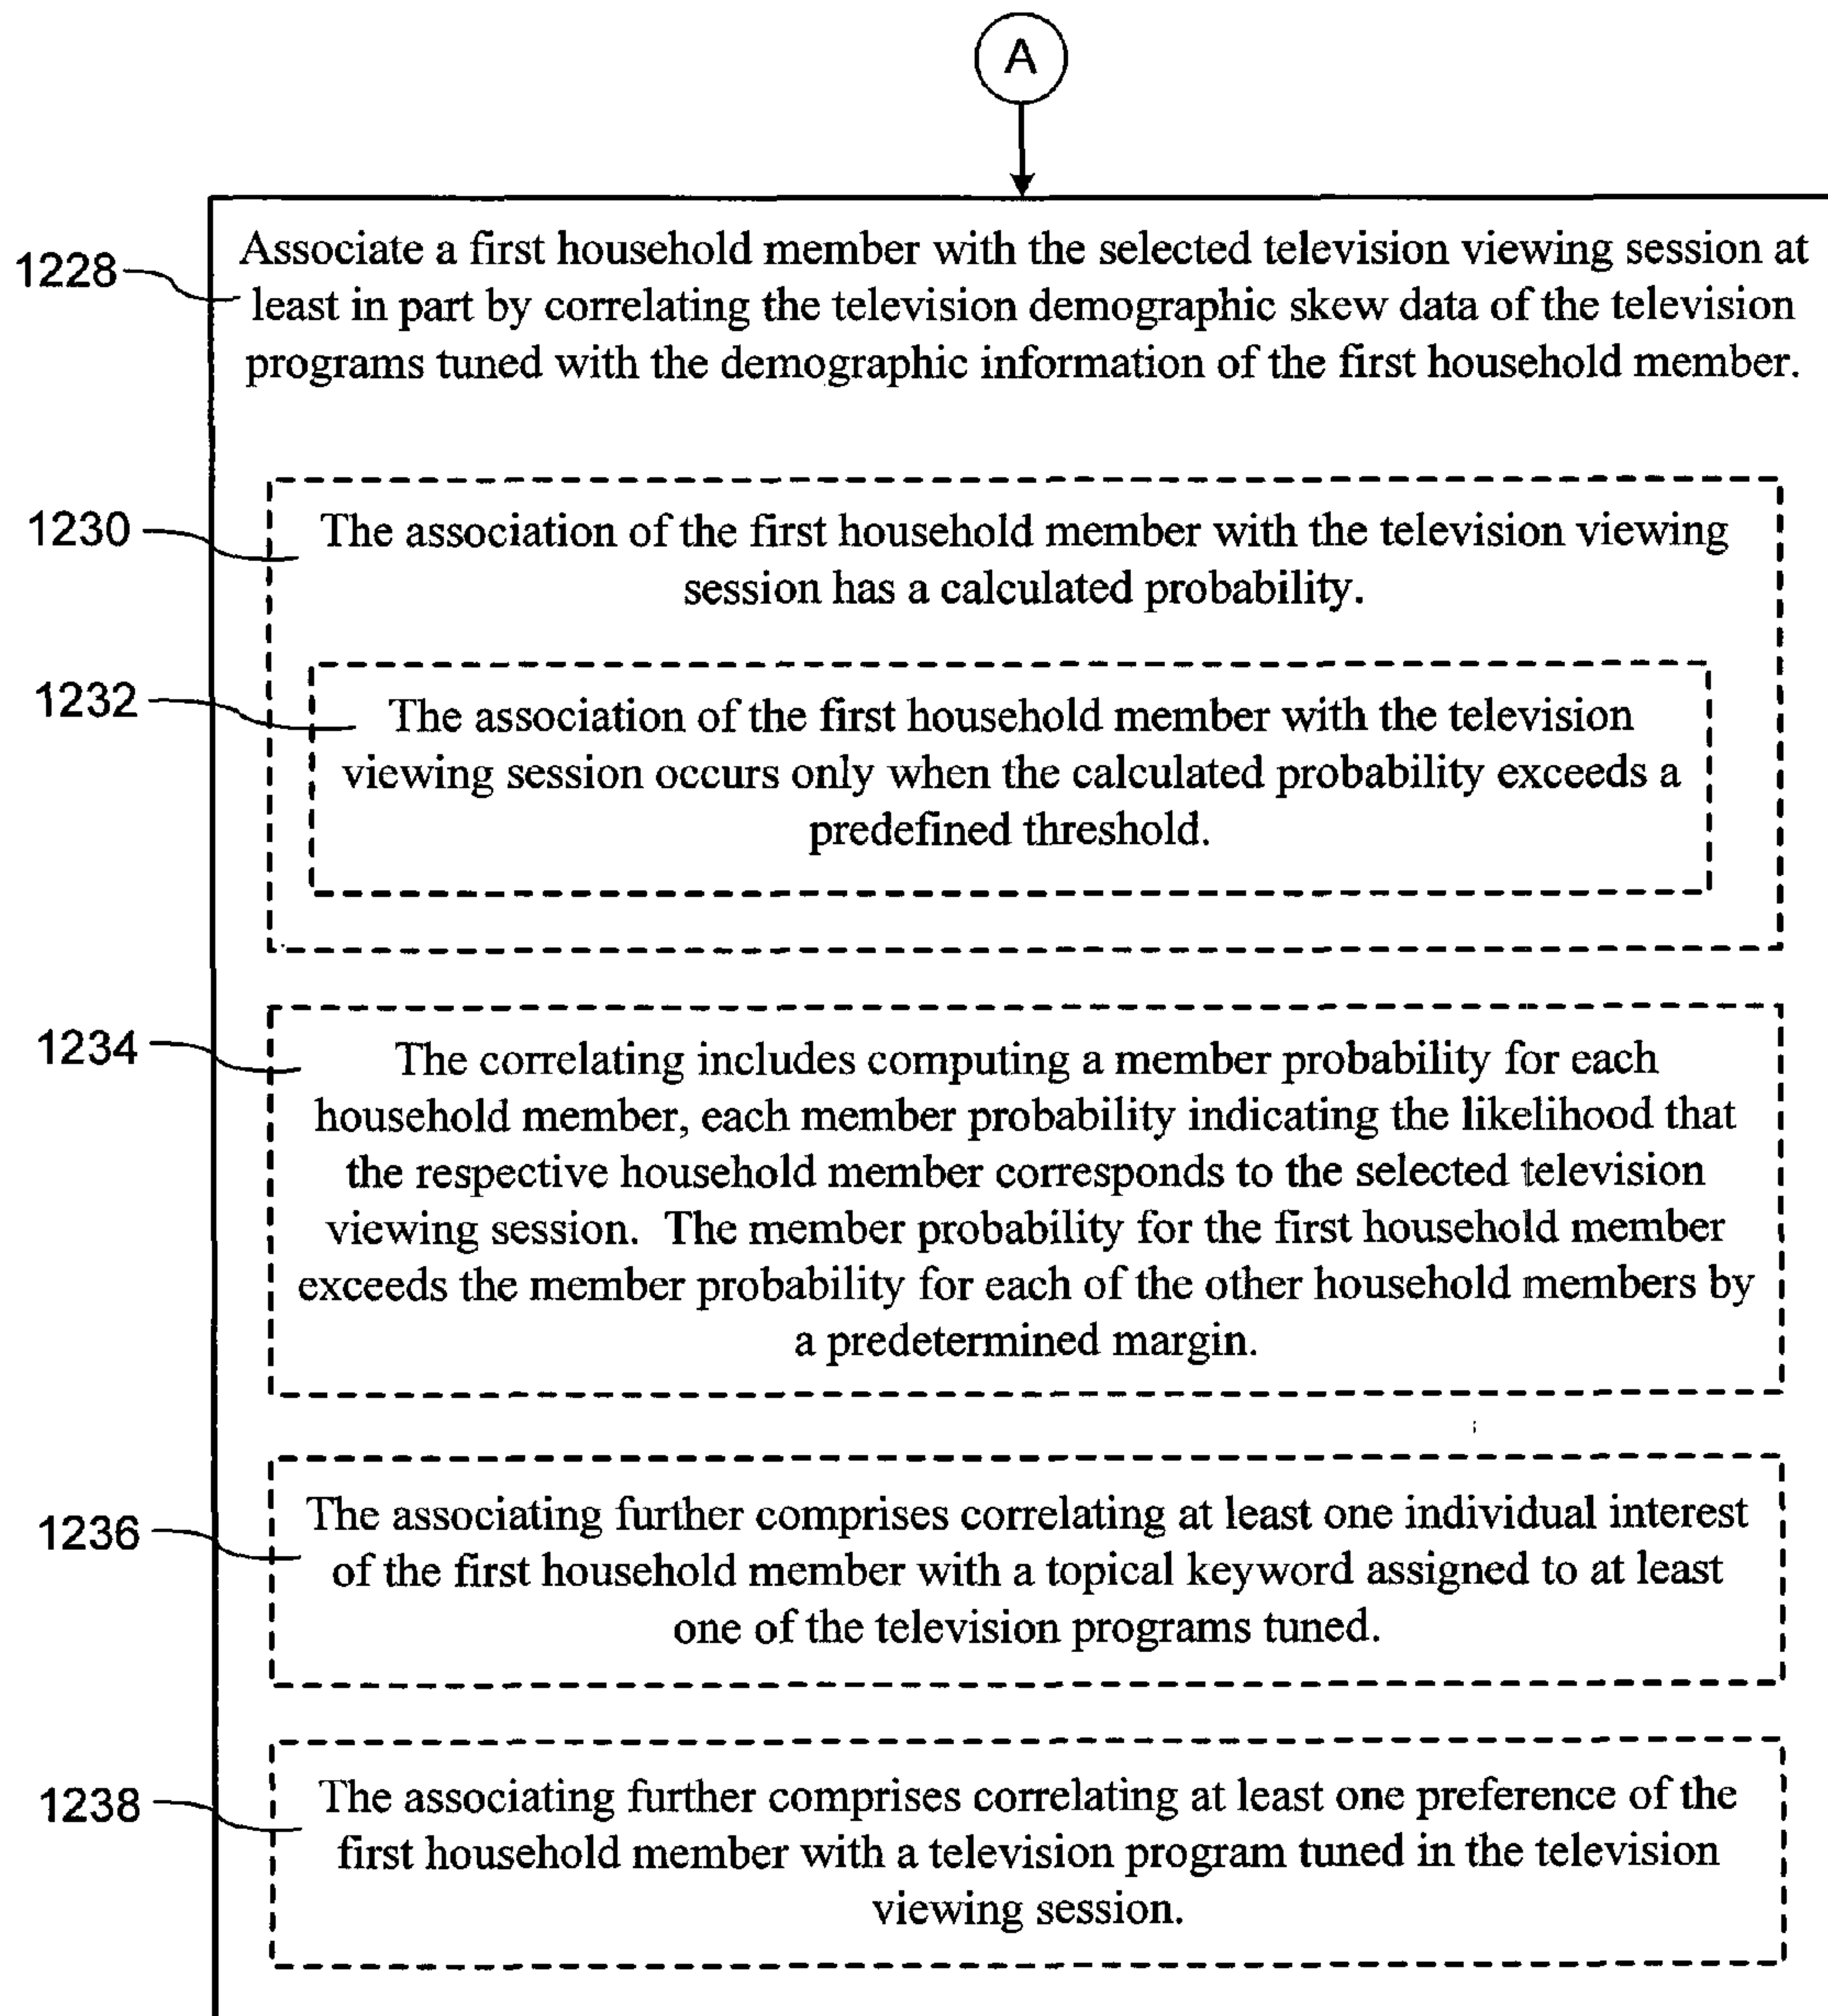 A
1228
Associate a first household member with the selected television viewing session at
least in part by correlating the television demographic skew data of the television
programs tuned with the demographic information of the first household member.
1230
The association of the first household member with the television viewing
session has a calculated probability.
1232
The association of the first household member with the television
viewing session occurs only when the calculated probability exceeds a
predefined threshold.
1234
The correlating includes computing a member probability for each
household member, each member probability indicating the likelihood that
the respective household member corresponds to the selected television
viewing session. The member probability for the first household member
exceeds the member probability for each of the other household members by
a predetermined margin.
1236
The associating further comprises correlating at least one individual interest
of the first household member with a topical keyword assigned to at least
one of the television programs tuned.
1238
The associating further comprises correlating at least one preference of the
first household member with a television program tuned in the television
viewing session.